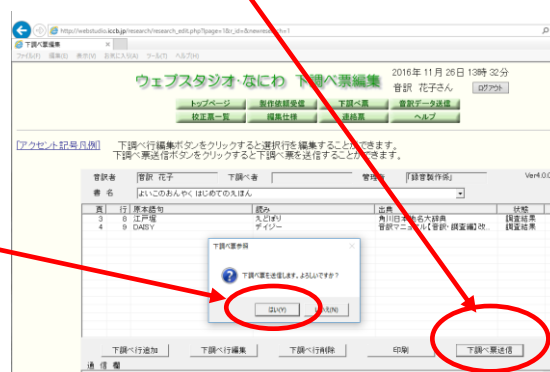 http://webstudio.iccb.jp/research/research_edit.php?page=1&r_id=&newresearch=1
下調べ票編集
ファイル(F) 編集(E) 表示(V) お気に入り(A) ツール(T) ヘルプ(H)
ウェブスタジオ・なにわ 下調べ票編集
2016年 11月 26日 13時 32分
音訳 花子さん ログアウト
トップページ 製作依頼受信 下調べ票 音訳データ送信
校正票一覧 編集仕様 連絡票 ヘルプ
[アクセント記号凡例] 下調べ行編集ボタンをクリックすると選択行を編集することができます。
下調べ票送信ボタンをクリックすると下調べ票を送信することができます。
音訳者 音訳 花子 下調べ者 管理者 「録音製作係」 Ver4.0.0
書 名 よいこのおんがく はじめてのえほん
頁 行 原本語句 読み 出典 状態
3 8 江戸堀 えどぼり 角川日本地名大辞典 調査結果
4 9 DAISY デイジー 音訳マニュアル【音訳・調査編】改... 調査結果
下調べ票参照
下調べ票を送信します。よろしいですか?
はい(Y) いいえ(N)
下調べ行追加 下調べ行編集 下調べ行削除 印刷 下調べ票送信
通 信 欄